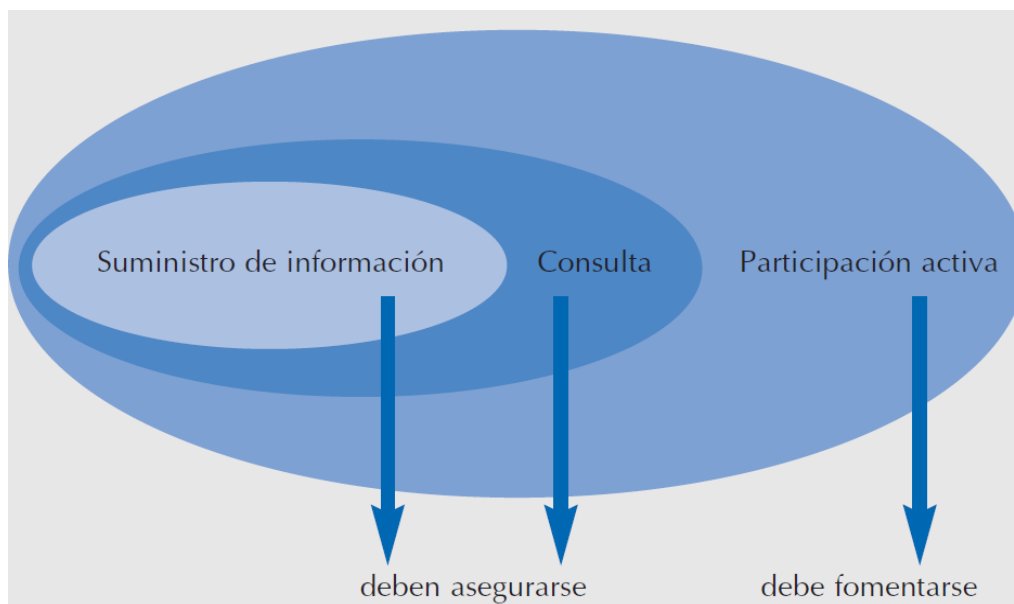 Suministro de información
Consulta
Participación activa
deben asegurarse
debe fomentarse